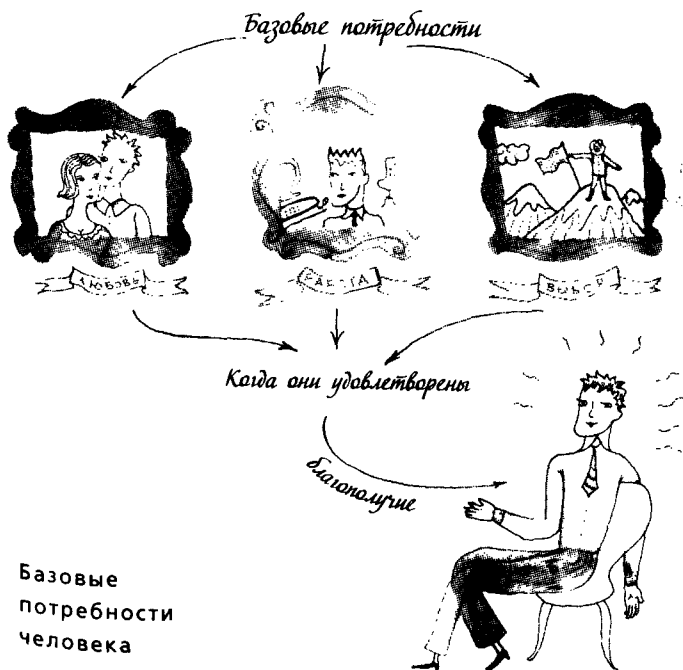 Базовые потребности
ЛЮБОВЬ
РАБОТА
ВЫБОР
Когда они удовлетворены
благополучие
Базовые
потребности
человека